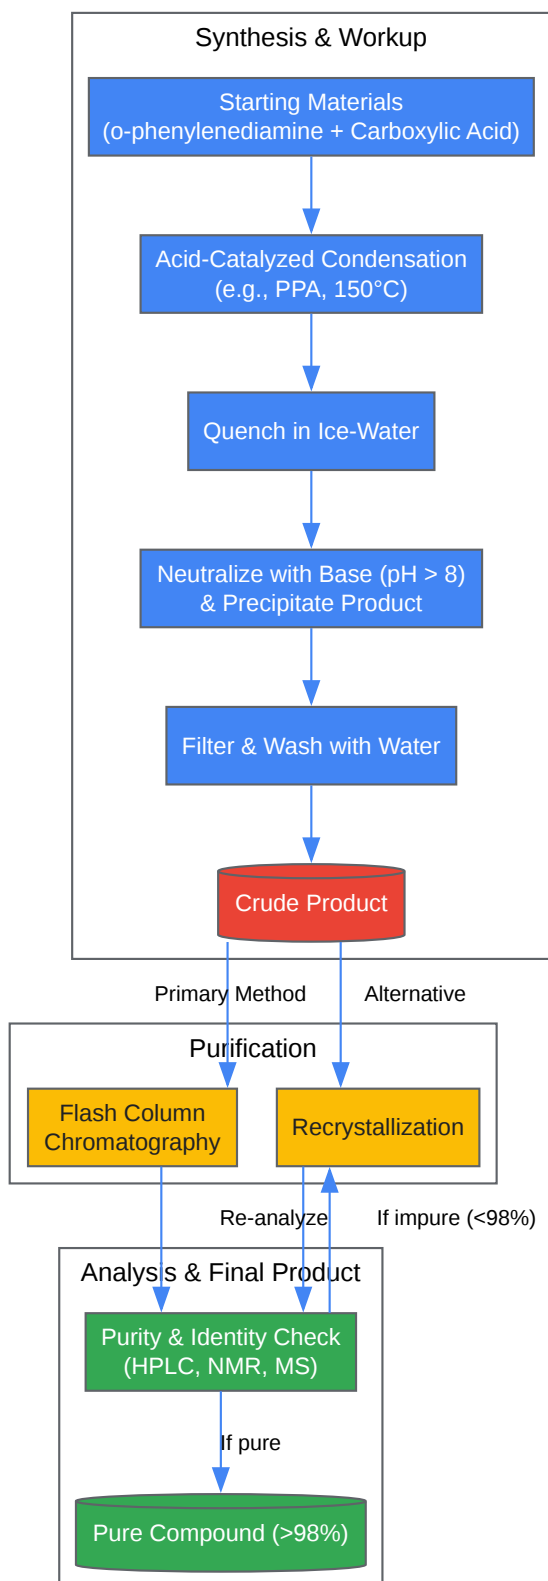 Synthesis & Workup
Starting Materials
(o-phenylenediamine + Carboxylic Acid)
Acid-Catalyzed Condensation
(e.g., PPA, 150°C)
Quench in Ice-Water
Neutralize with Base (pH > 8)
& Precipitate Product
Filter & Wash with Water
Crude Product
Primary Method
Alternative
Purification
Flash Column
Chromatography
Recrystallization
Re-analyze
If impure (<98%)
Analysis & Final Product
Purity & Identity Check
(HPLC, NMR, MS)
If pure
Pure Compound (>98%)